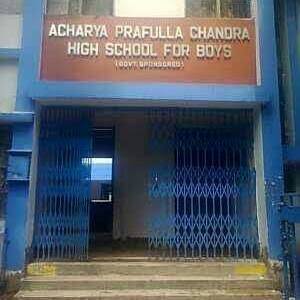 ACHARYA PRAFULLA CHANDRA
HIGH SCHOOL FOR BOYS
(GOVT. SPONSORED)